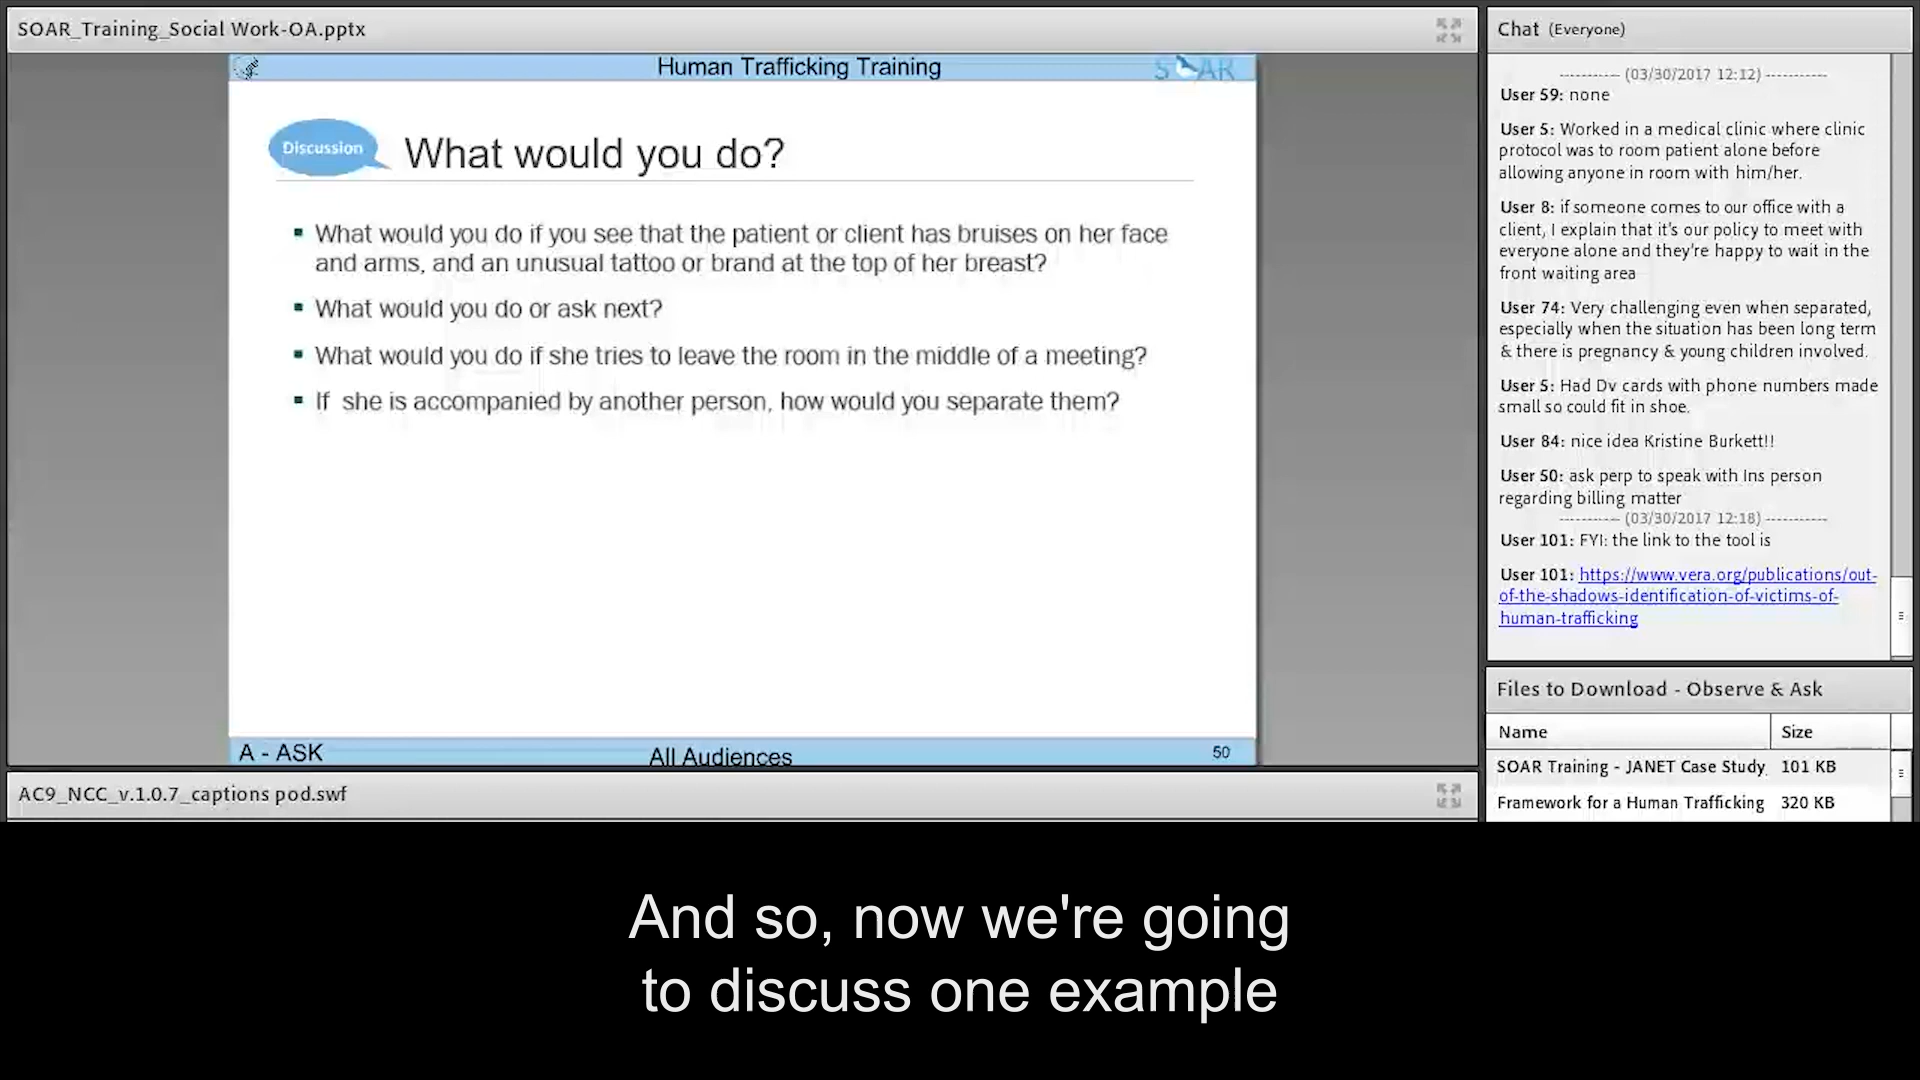 SOAR_Training_Social Work-OA.pptx
Human Trafficking Training
SOAR
Discussion
What would you do?
▪ What would you do if you see that the patient or client has bruises on her face
and arms, and an unusual tattoo or brand at the top of her breast?
▪ What would you do or ask next?
▪ What would you do if she tries to leave the room in the middle of a meeting?
▪ If she is accompanied by another person, how would you separate them?
A - ASK
All Audiences
50
AC9_NCC_v.1.0.7_captions pod.swf
And so, now we're going
to discuss one example
Chat (Everyone)
---------- (03/30/2017 12:12) ----------
User 59: none
User 5: Worked in a medical clinic where clinic
protocol was to room patient alone before
allowing anyone in room with him/her.
User 8: if someone comes to our office with a
client, I explain that it's our policy to meet with
everyone alone and they're happy to wait in the
front waiting area
User 74: Very challenging even when separated,
especially when the situation has been long term
& there is pregnancy & young children involved.
User 5: Had Dv cards with phone numbers made
small so could fit in shoe.
User 84: nice idea Kristine Burkett!!
User 50: ask perp to speak with Ins person
regarding billing matter
---------- (03/30/2017 12:18) ----------
User 101: FYI: the link to the tool is
User 101: https://www.vera.org/publications/out-
of-the-shadows-identification-of-victims-of-
human-trafficking
Files to Download - Observe & Ask
Name Size
SOAR Training - JANET Case Study 101 KB
Framework for a Human Trafficking 320 KB